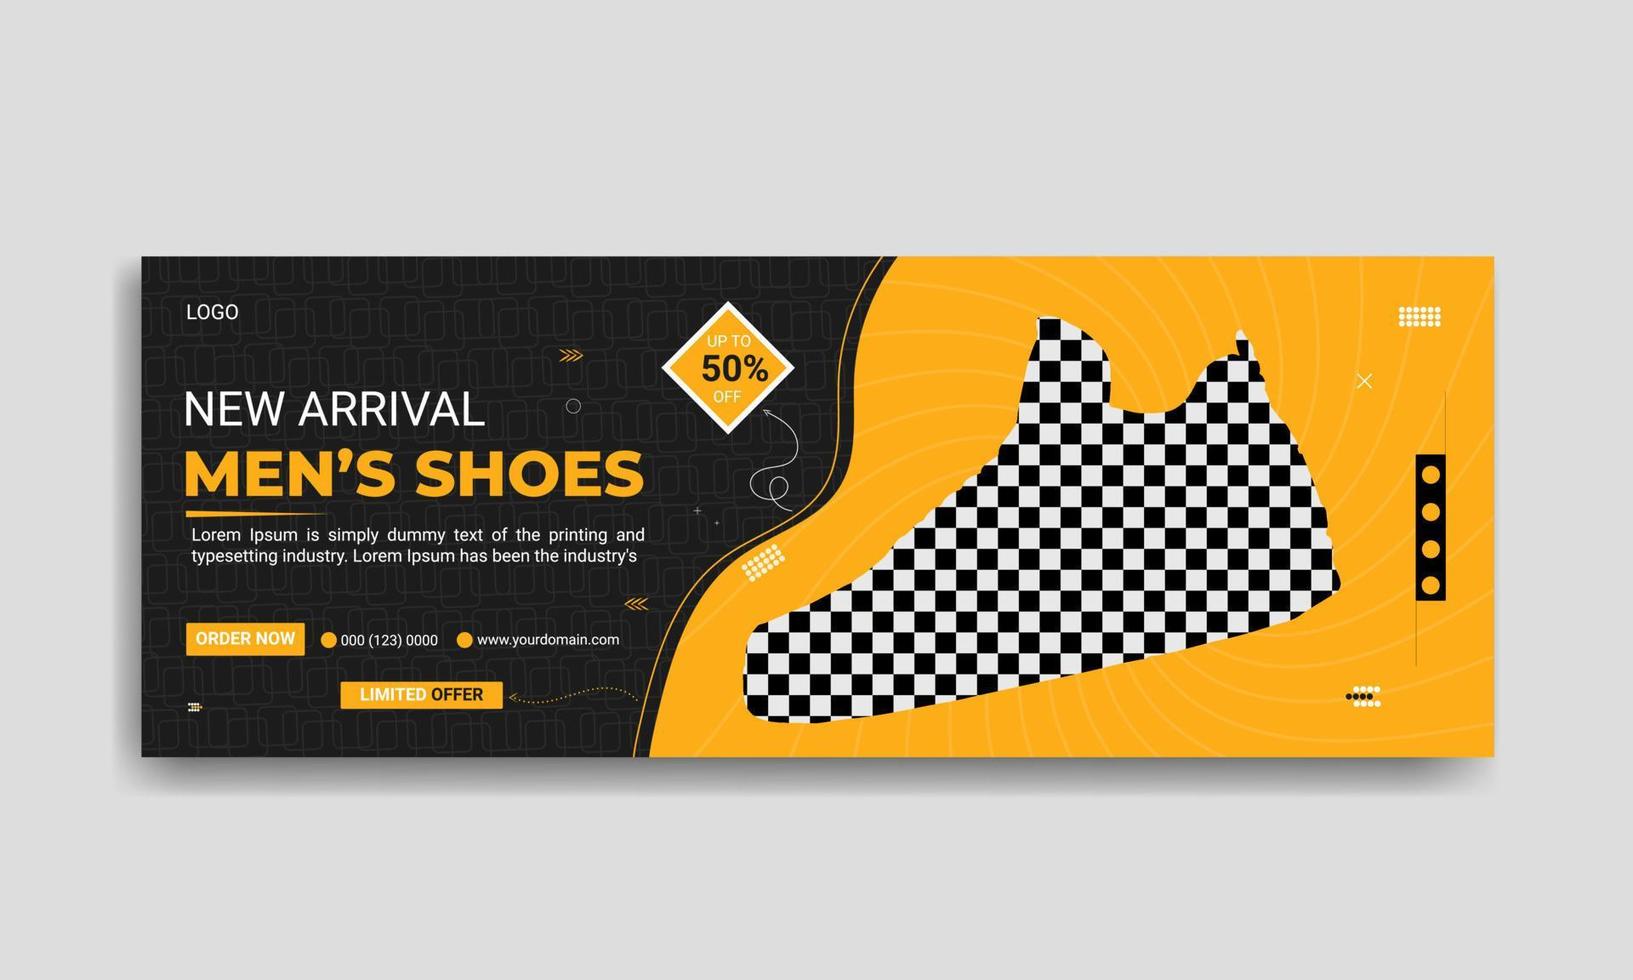 LOGO
NEW ARRIVAL
MEN'S SHOES
Lorem Ipsum is simply dummy text of the printing and
typesetting industry. Lorem Ipsum has been the industry's
ORDER NOW
000 (123) 0000
www.yourdomain.com
LIMITED OFFER
UP TO
50%
OFF